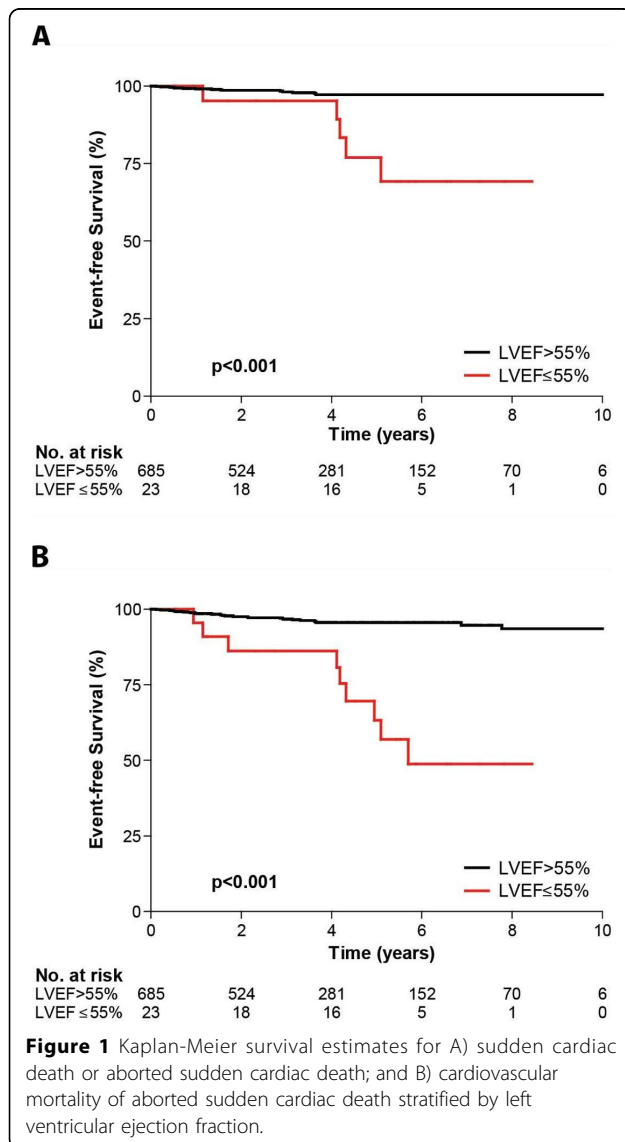 A
100
75
50
25
0
Event-free Survival (%)
p<0.001
LVEF>55%
LVEF≤55%
0 2 4 6 8 10
Time (years)
No. at risk
LVEF>55% 685 524 281 152 70 6
LVEF ≤55% 23 18 16 5 1 0
B
100
75
50
25
0
Event-free Survival (%)
p<0.001
LVEF>55%
LVEF≤55%
0 2 4 6 8 10
Time (years)
No. at risk
LVEF>55% 685 524 281 152 70 6
LVEF ≤55% 23 18 16 5 1 0
Figure 1 Kaplan-Meier survival estimates for A) sudden cardiac
death or aborted sudden cardiac death; and B) cardiovascular
mortality of aborted sudden cardiac death stratified by left
ventricular ejection fraction.